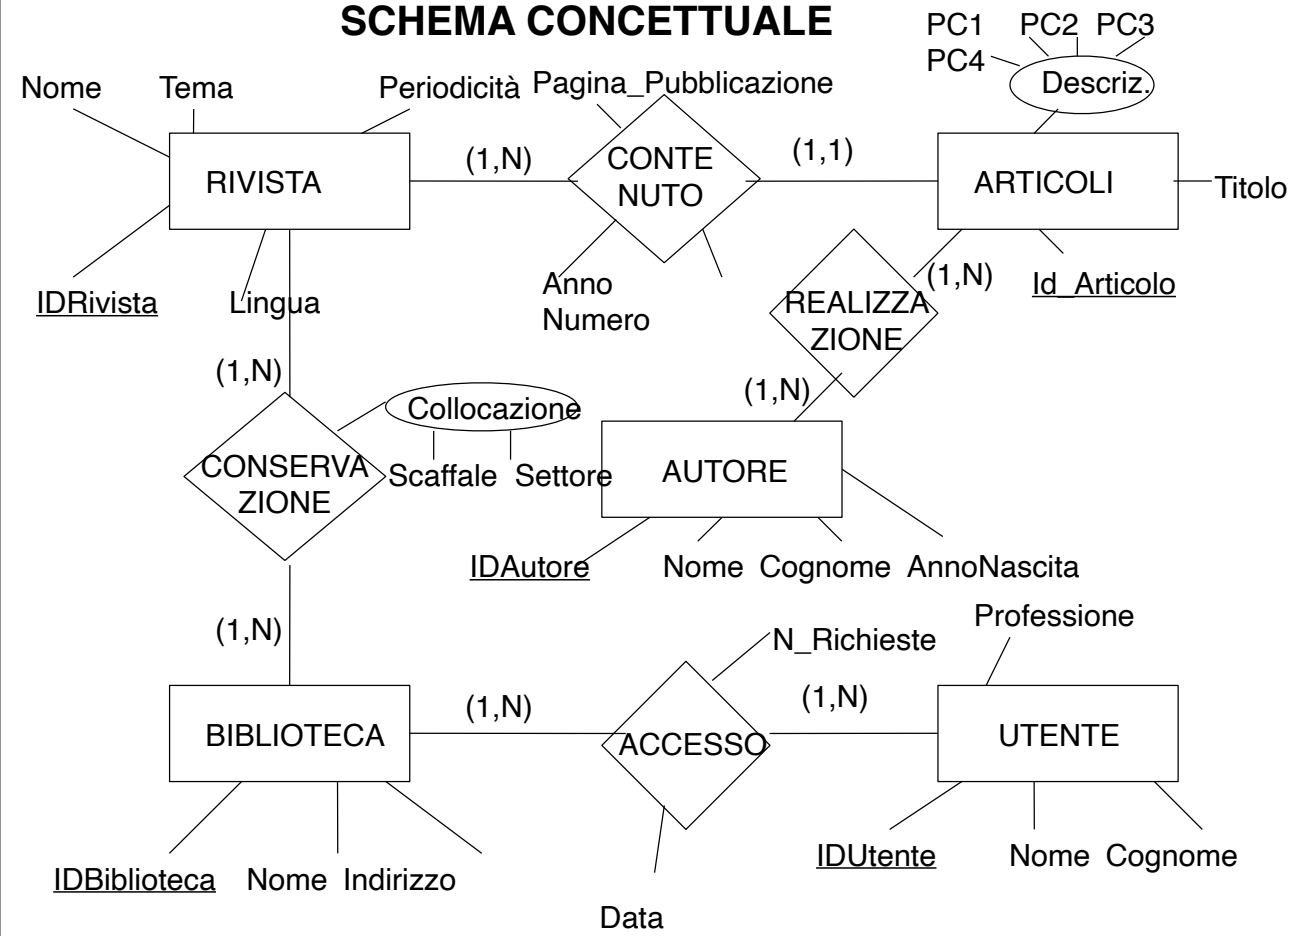 SCHEMA CONCETTUALE
PC1 PC2 PC3
PC4
Descriz.
Nome Tema Periodicità Pagina_Pubblicazione
(1,N)
(1,1)
RIVISTA
CONTE
NUTO
ARTICOLI
Titolo
IDRivista
Lingua
Anno
Numero
(1,N)
Id_Articolo
REALIZZA
ZIONE
(1,N)
(1,N)
Collocazione
CONSERVA
ZIONE
Scaffale Settore
AUTORE
IDAutore
Nome Cognome AnnoNascita
Professione
(1,N)
N_Richieste
(1,N)
(1,N)
BIBLIOTECA
ACCESSO
UTENTE
IDBiblioteca Nome Indirizzo
IDUtente Nome Cognome
Data